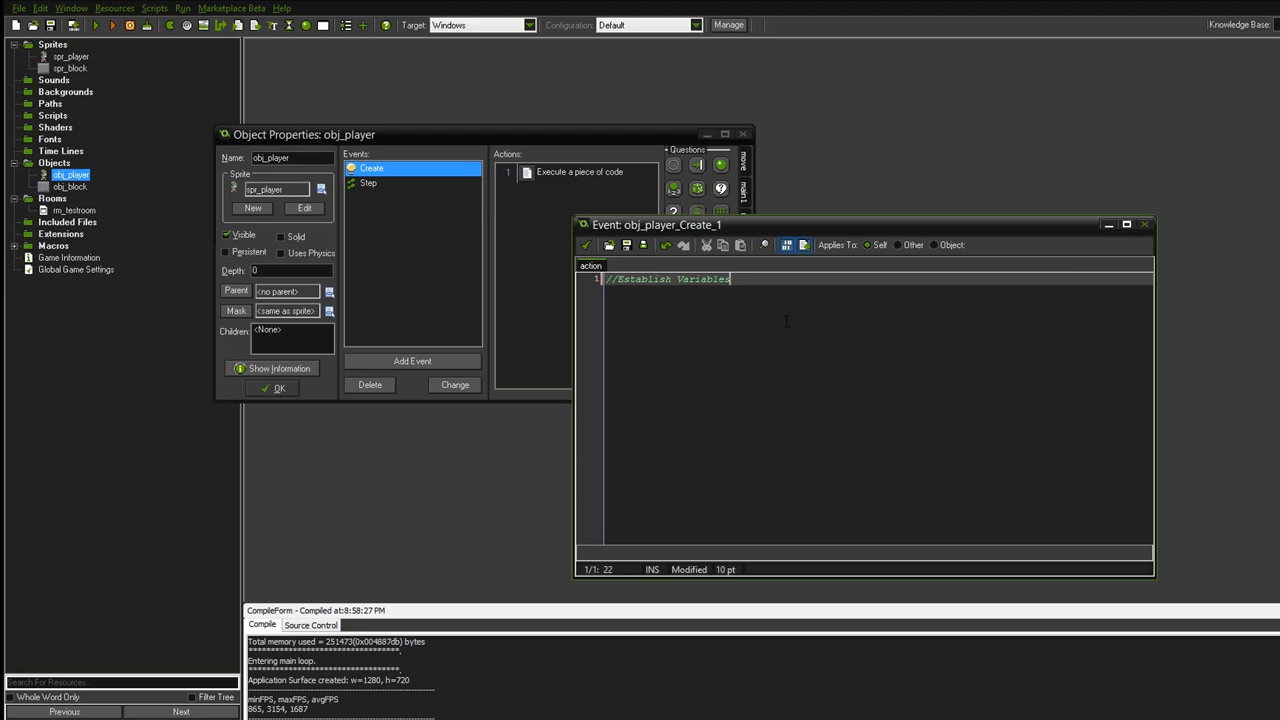 File Edit Window Resources Scripts Run Marketplace Beta Help
Target: Windows Configuration: Default Manage Knowledge Base:
Sprites
spr_player
spr_block
Sounds
Backgrounds
Paths
Scripts
Shaders
Fonts
Time Lines
Objects
obj_player
obj_block
Rooms
rm_testroom
Included Files
Extensions
Macros
Game Information
Global Game Settings
Search For Resources...
Whole Word Only Filter Tree
Previous Next
Object Properties: obj_player
Name: obj_player
Sprite
spr_player
New Edit
Visible Solid
Persistent Uses Physics
Depth: 0
Parent <no parent>
Mask <same as sprite>
Children: <None>
Show Information
OK
Events:
Create
Step
Add Event
Delete Change
Actions:
1 Execute a piece of code
Questions
move
main1
Event: obj_player_Create_1
Applies To: Self Other Object:
action
1 //Establish Variables
1/1: 22 INS Modified 10 pt
CompileForm - Compiled at:8:58:27 PM
Compile Source Control
Total memory used = 251473(0x004887db) bytes
**********************************.
Entering main loop.
**********************************.
Application Surface created: w=1280, h=720
minFPS, maxFPS, avgFPS
865, 3154, 1687